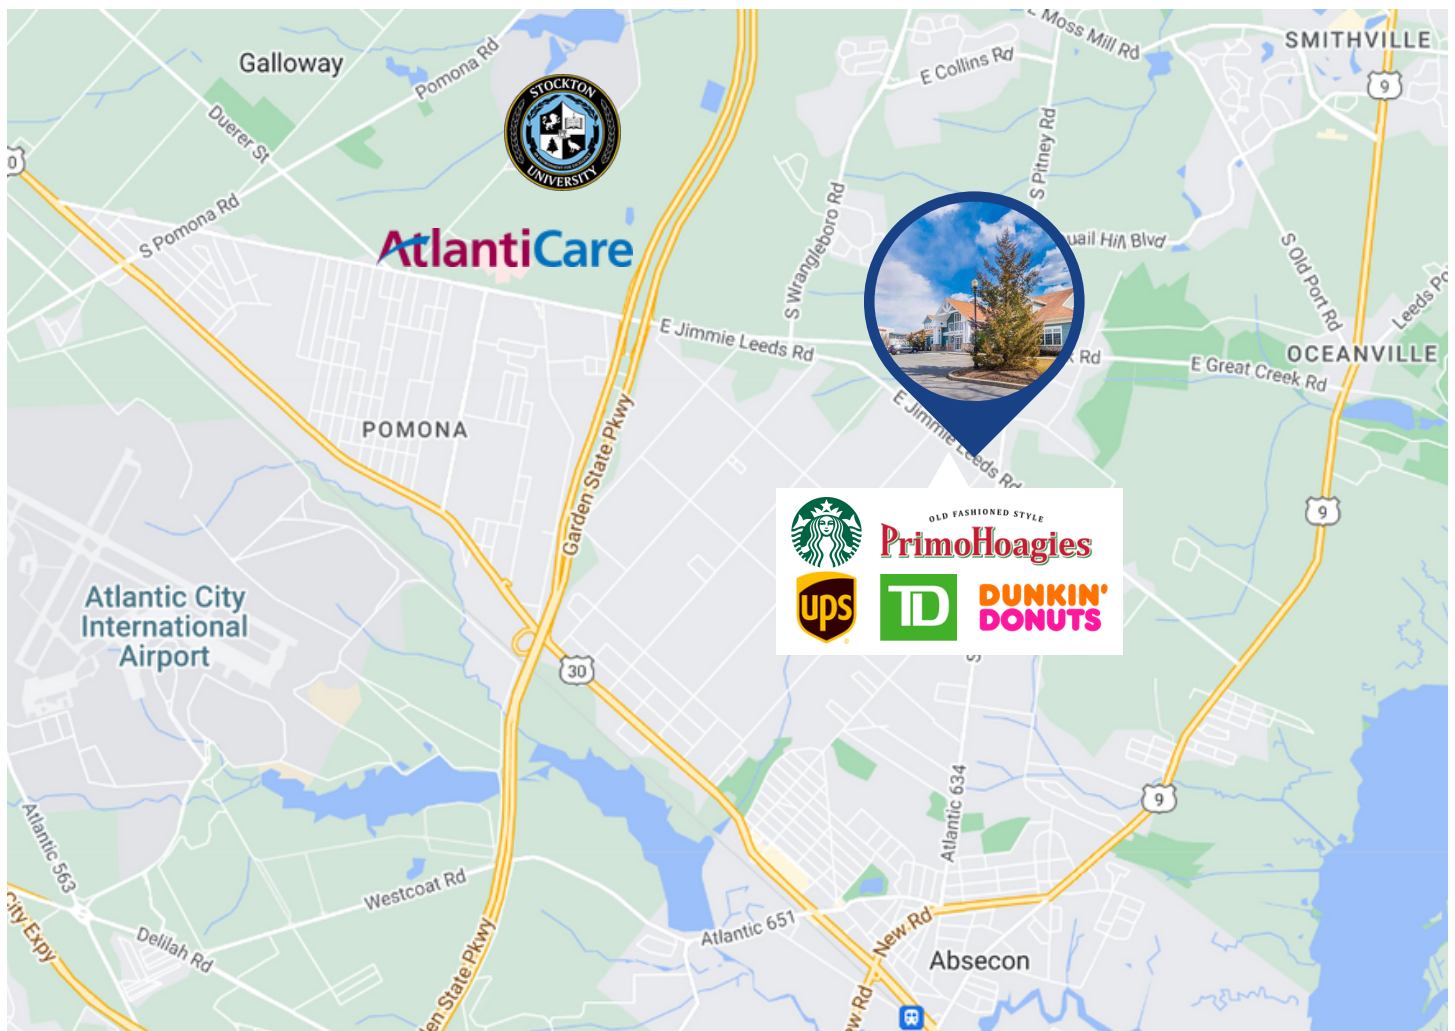 E Moss Mill Rd
SMITHVILLE
Galloway
Pomona Rd
E Collins Rd
9
STOCKTON
UNIVERSITY
Duerer St
S Pitney Rd
S Pomona Rd
S Wrangleboro Rd
AtlantiCare
Quail Hill Blvd
S Old Port Rd
Leeds Po
E Jimmie Leeds Rd
Rd
E Great Creek Rd
OCEANVILLE
POMONA
E Jimmie Leeds Rd
Garden State Pkwy
OLD FASHIONED STYLE
PrimoHoagies
9
ups
TD
DUNKIN'
DONUTS
Atlantic City
International
Airport
30
S
9
Atlantic 634
Atlantic 563
Westcoat Rd
Atlantic 651
New Rd
City Expy
Delilah Rd
den State Pkwy
Absecon
ew Rd